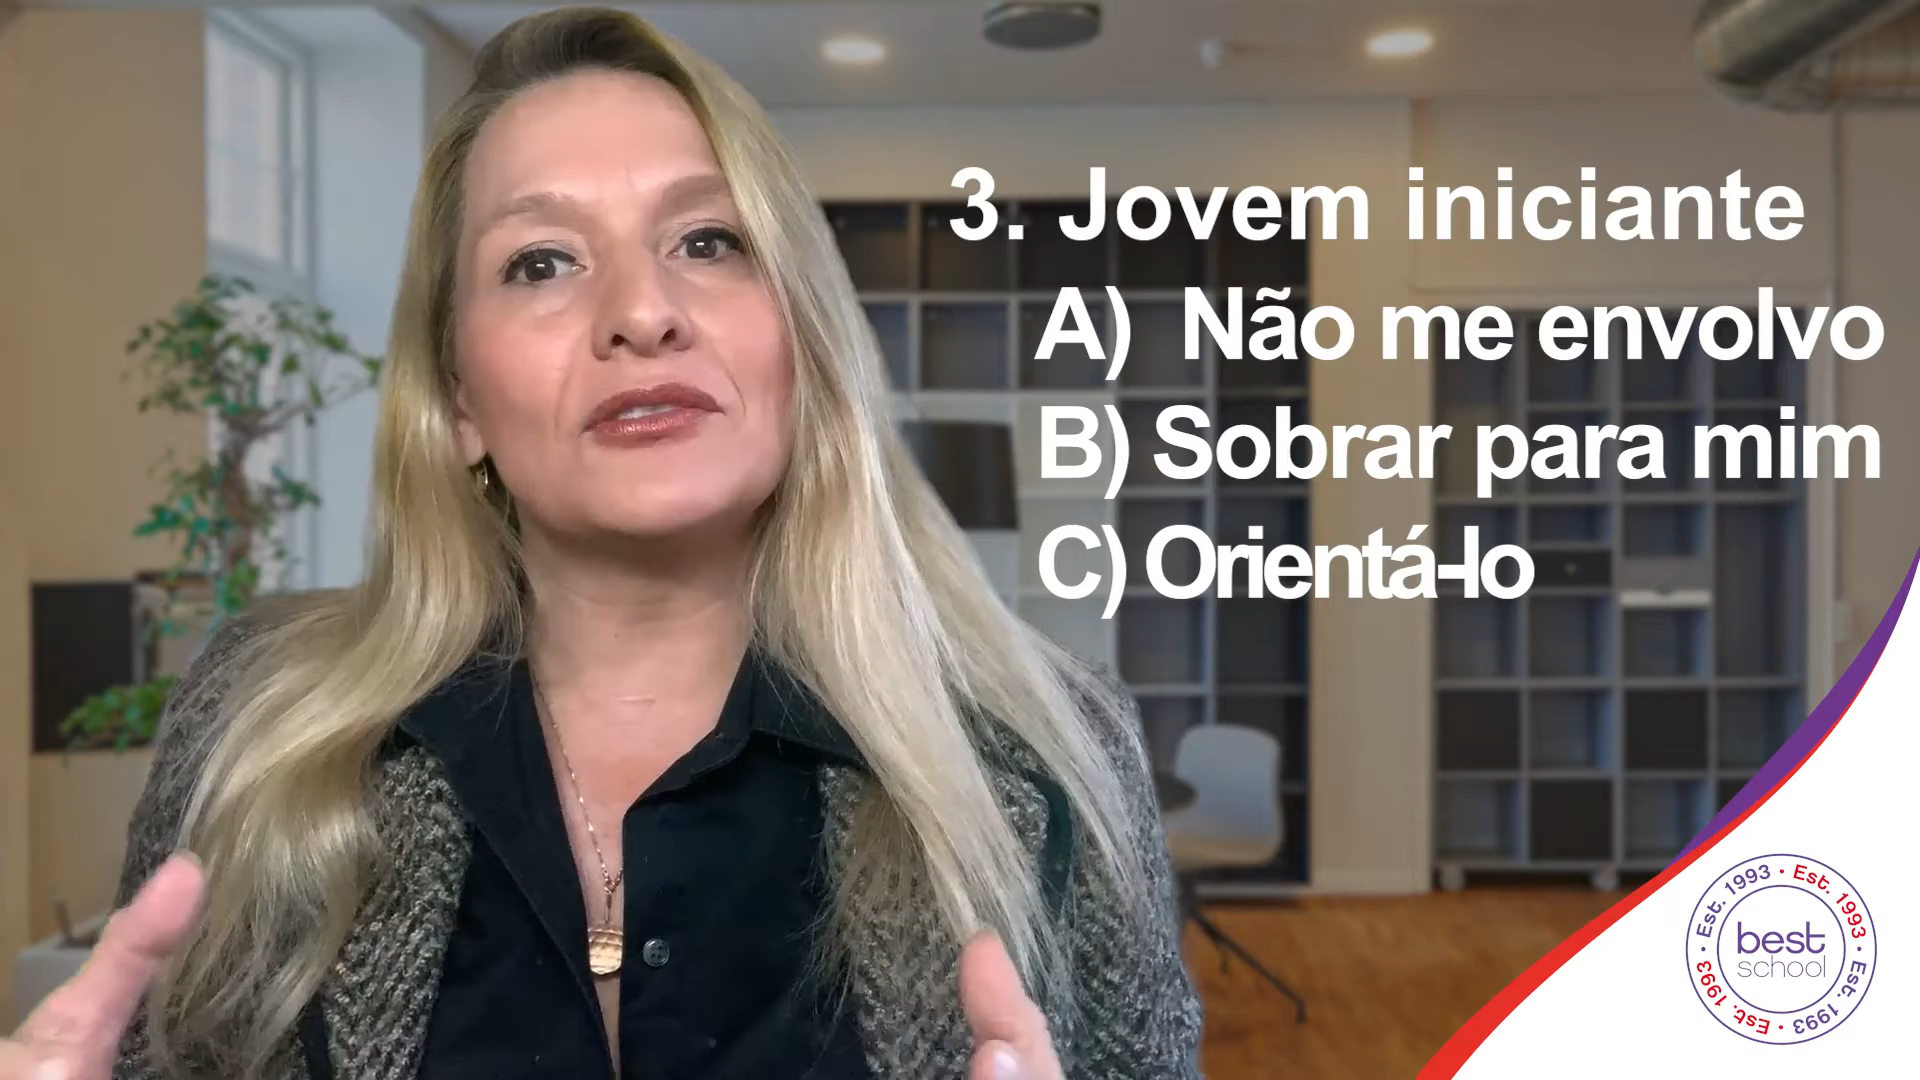 3. Jovem iniciante
A) Não me envolvo
B) Sobrar para mim
C) Orientá-lo
Est. 1993 · Est. 1993 · Est. 1993 · Est. 1993 ·
best
school